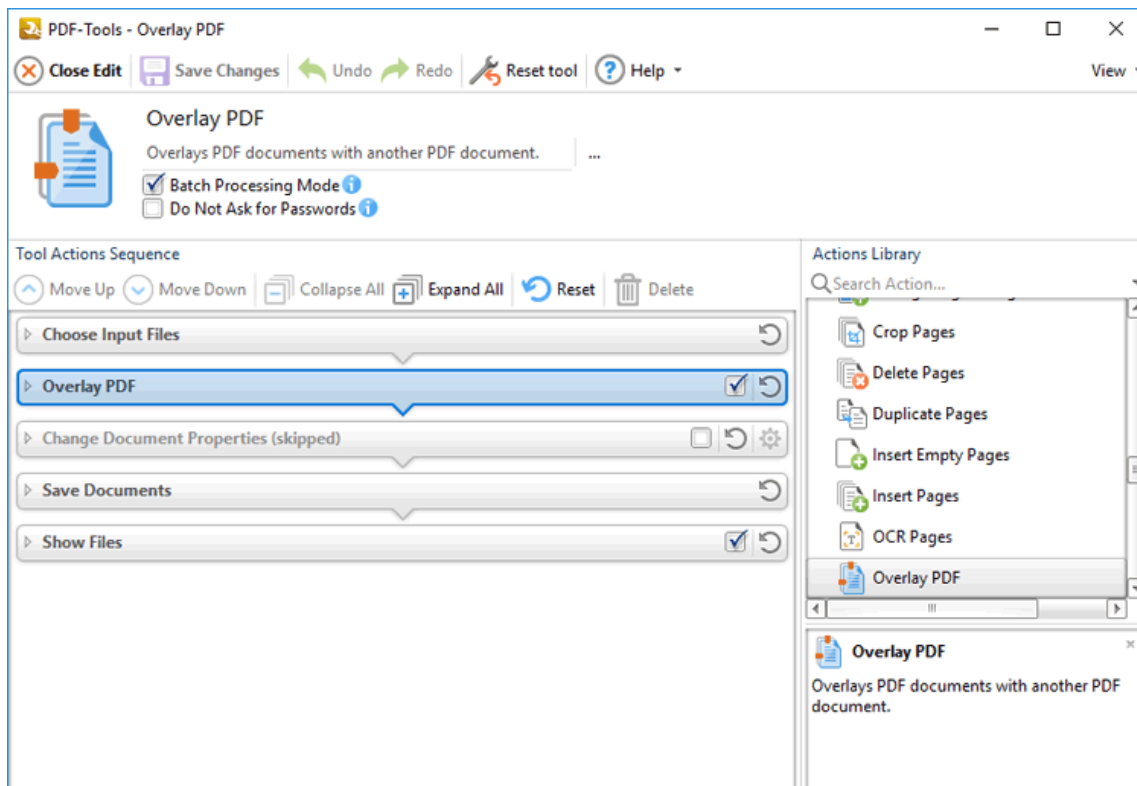 PDF-Tools - Overlay PDF
Close Edit Save Changes Undo Redo Reset tool Help View
Overlay PDF
Overlays PDF documents with another PDF document. ...
Batch Processing Mode
Do Not Ask for Passwords
Tool Actions Sequence
Move Up Move Down Collapse All Expand All Reset Delete
Choose Input Files
Overlay PDF
Change Document Properties (skipped)
Save Documents
Show Files
Actions Library
Search Action...
Crop Pages
Delete Pages
Duplicate Pages
Insert Empty Pages
Insert Pages
OCR Pages
Overlay PDF
Overlay PDF
Overlays PDF documents with another PDF
document.